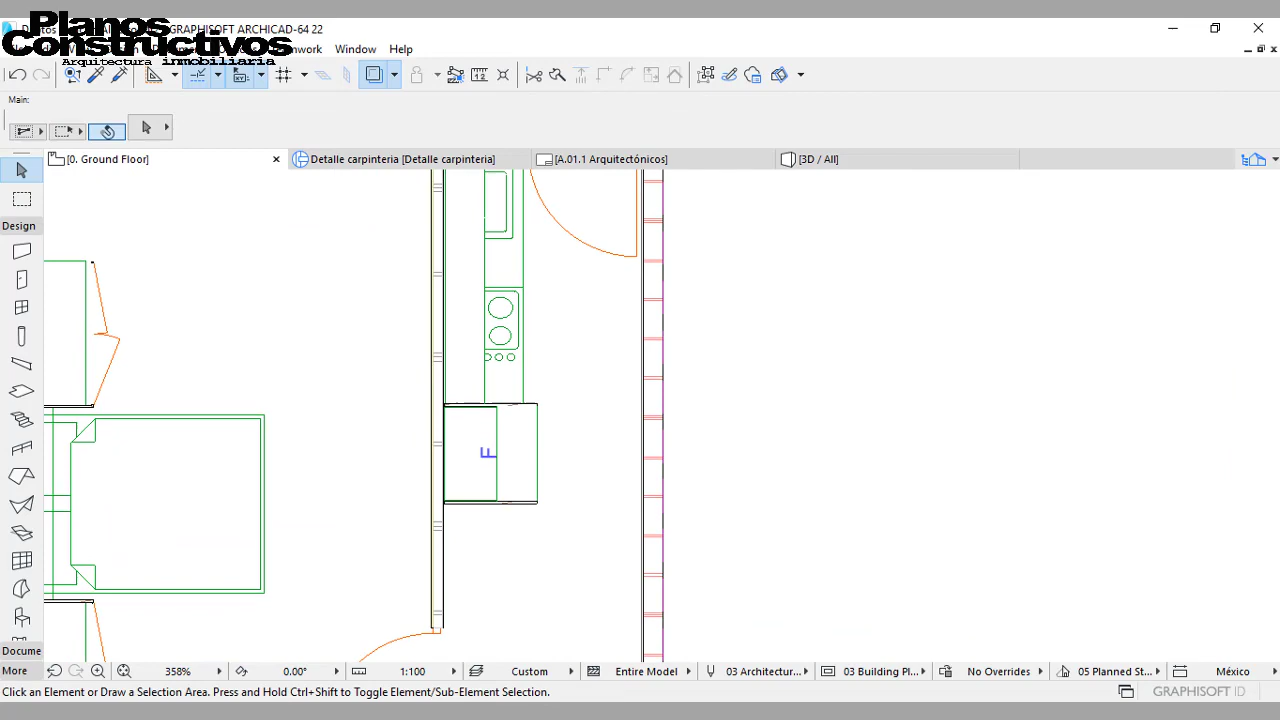 Planos
GRAPHISOFT ARCHICAD-64 22
Constructivos
Window Help
Arquitectura inmobiliaria
Main:
[0. Ground Floor]
Detalle carpinteria [Detalle carpinteria]
[A.01.1 Arquitectónicos]
[3D / All]
Design
F
Docume
More
358%
0.00°
1:100
Custom
Entire Model
03 Architectur...
03 Building Pl...
No Overrides
05 Planned St...
México
Click an Element or Draw a Selection Area. Press and Hold Ctrl+Shift to Toggle Element/Sub-Element Selection.
GRAPHISOFT ID